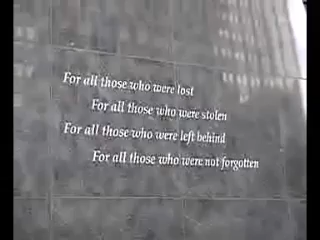 For all those who were lost
For all those who were stolen
For all those who were left behind
For all those who were not forgotten